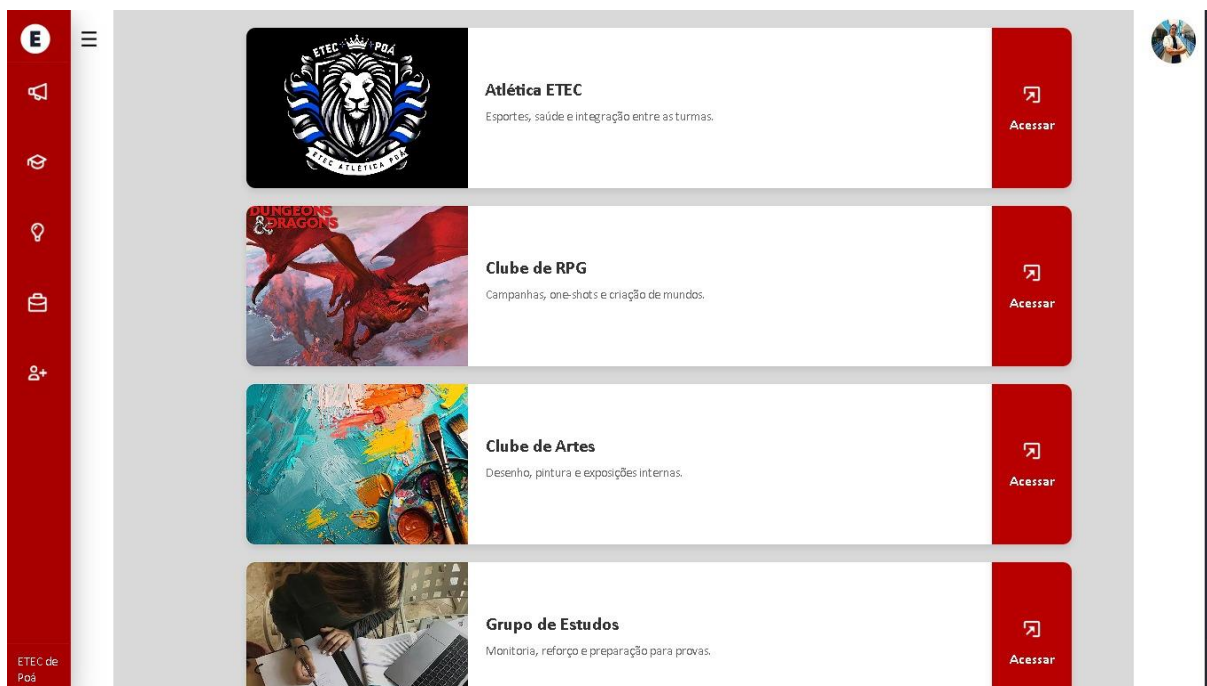 E
ETEC POÁ
ETEC ATLÉTICA POÁ
Atlética ETEC
Esportes, saúde e integração entre as turmas.
Acessar
DUNGEONS
& DRAGONS
Clube de RPG
Campanhas, one-shots e criação de mundos.
Acessar
Clube de Artes
Desenho, pintura e exposições internas.
Acessar
Grupo de Estudos
Monitoria, reforço e preparação para provas.
Acessar
ETEC de
Poá